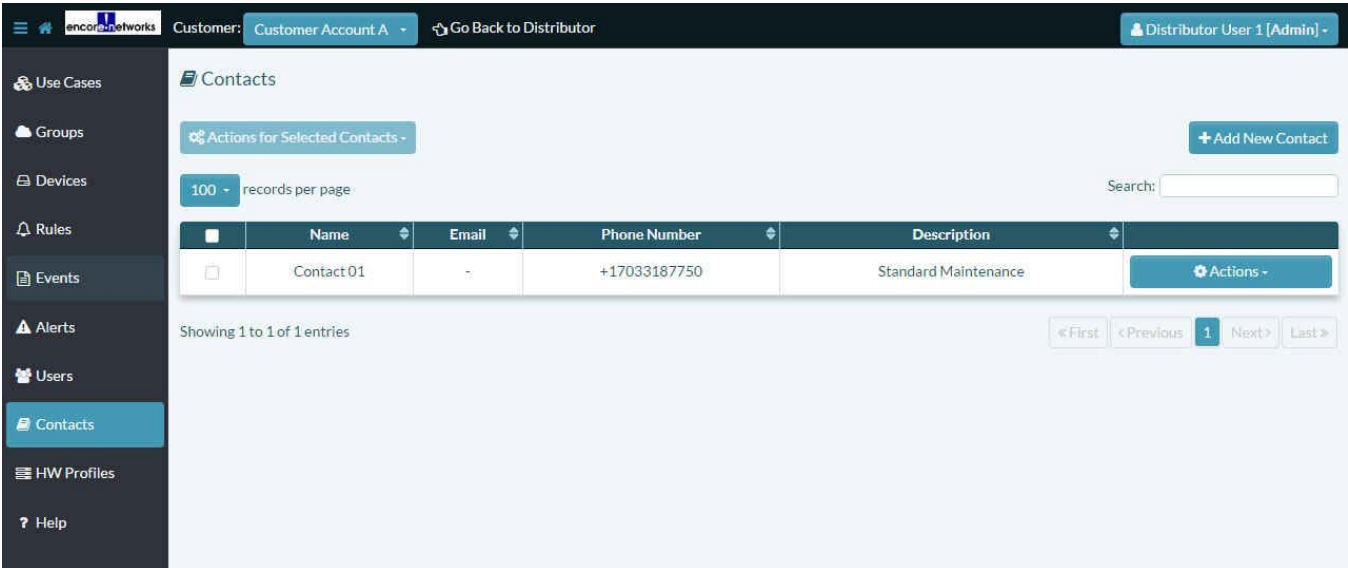 encore networks Customer: Customer Account A Go Back to Distributor Distributor User 1 [Admin]
Use Cases
Groups
Devices
Rules
Events
Alerts
Users
Contacts
HW Profiles
? Help
Contacts
Actions for Selected Contacts
+ Add New Contact
100 records per page
Search:
Name Email Phone Number Description
Contact 01 - +17033187750 Standard Maintenance Actions
Showing 1 to 1 of 1 entries
« First < Previous 1 Next > Last »